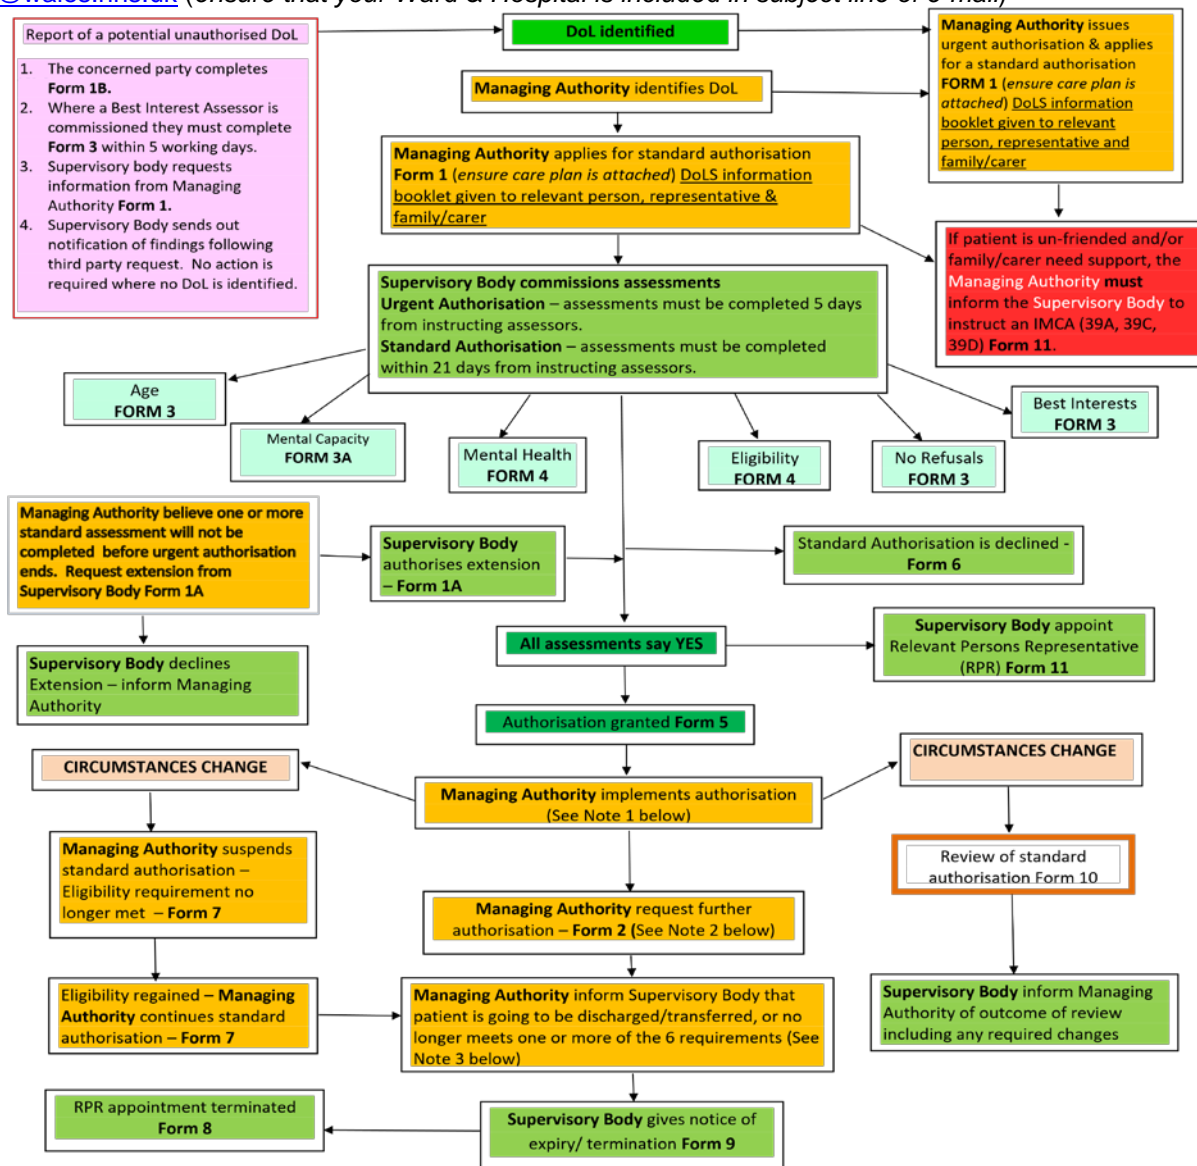 @wales.nhs.uk (ensure that your Ward & Hospital is included in subject line of e-mail)
Report of a potential unauthorised DoL
1. The concerned party completes
Form 1B.
2. Where a Best Interest Assessor is
commissioned they must complete
Form 3 within 5 working days.
3. Supervisory body requests
information from Managing
Authority Form 1.
4. Supervisory Body sends out
notification of findings following
third party request. No action is
required where no DoL is identified.
DoL identified
Managing Authority identifies DoL
Managing Authority issues
urgent authorisation & applies
for a standard authorisation
FORM 1 (ensure care plan is
attached) DoLS information
booklet given to relevant
person, representative and
family/carer
Managing Authority applies for standard authorisation
Form 1 (ensure care plan is attached) DoLS information
booklet given to relevant person, representative &
family/carer
If patient is un-friended and/or
family/carer need support, the
Managing Authority must
inform the Supervisory Body to
instruct an IMCA (39A, 39C,
39D) Form 11.
Supervisory Body commissions assessments
Urgent Authorisation – assessments must be completed 5 days
from instructing assessors.
Standard Authorisation – assessments must be completed
within 21 days from instructing assessors.
Age
FORM 3
Mental Capacity
FORM 3A
Mental Health
FORM 4
Eligibility
FORM 4
No Refusals
FORM 3
Best Interests
FORM 3
Managing Authority believe one or more
standard assessment will not be
completed before urgent authorisation
ends. Request extension from
Supervisory Body Form 1A
Supervisory Body
authorises extension
– Form 1A
Standard Authorisation is declined -
Form 6
Supervisory Body declines
Extension – inform Managing
Authority
All assessments say YES
Supervisory Body appoint
Relevant Persons Representative
(RPR) Form 11
Authorisation granted Form 5
CIRCUMSTANCES CHANGE
Managing Authority implements authorisation
(See Note 1 below)
CIRCUMSTANCES CHANGE
Managing Authority suspends
standard authorisation –
Eligibility requirement no
longer met – Form 7
Review of standard
authorisation Form 10
Managing Authority request further
authorisation – Form 2 (See Note 2 below)
Eligibility regained – Managing
Authority continues standard
authorisation – Form 7
Managing Authority inform Supervisory Body that
patient is going to be discharged/transferred, or no
longer meets one or more of the 6 requirements (See
Note 3 below)
Supervisory Body inform Managing
Authority of outcome of review
including any required changes
RPR appointment terminated
Form 8
Supervisory Body gives notice of
expiry/ termination Form 9